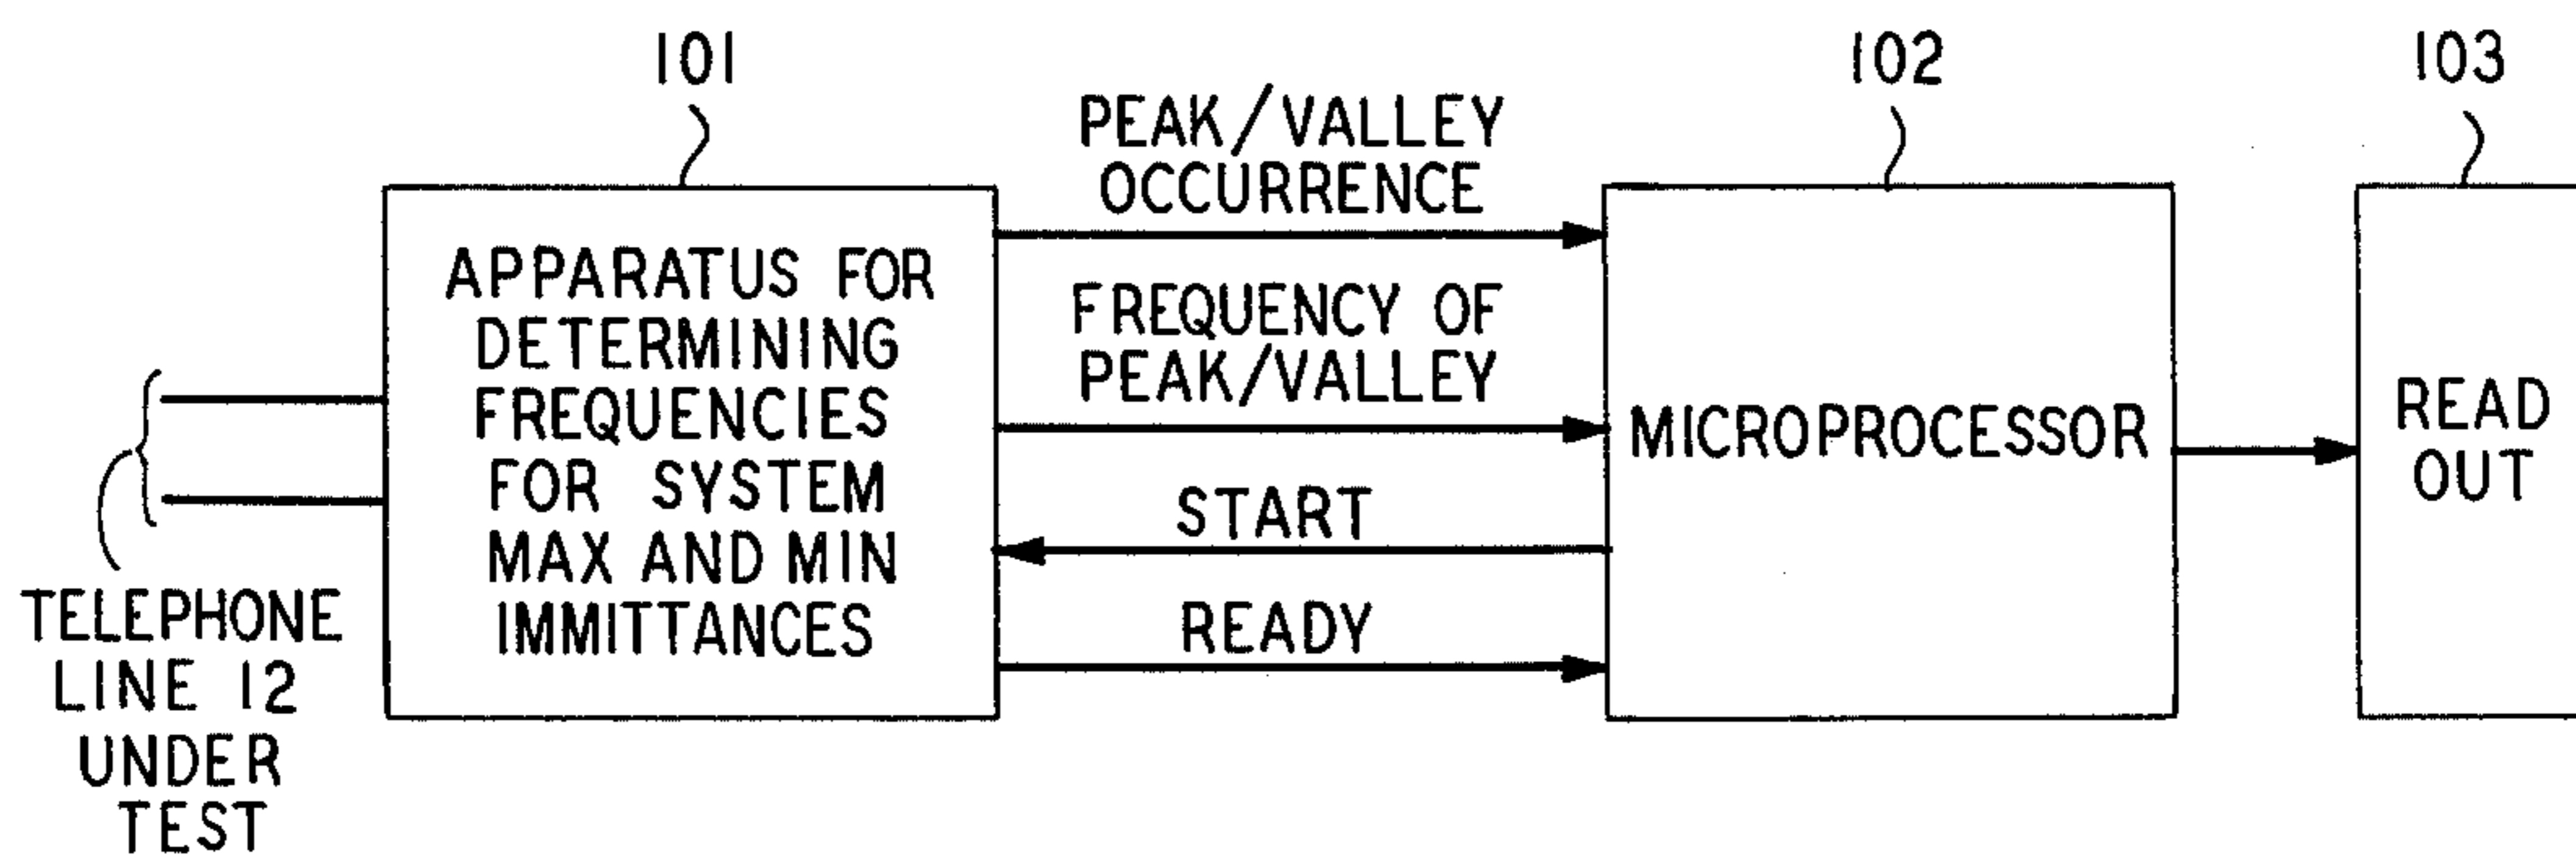 101
102
103
PEAK/VALLEY
OCCURRENCE
APPARATUS FOR
DETERMINING
FREQUENCIES
FOR SYSTEM
MAX AND MIN
IMMITTANCES
FREQUENCY OF
PEAK/VALLEY
START
READY
MICROPROCESSOR
READ
OUT
TELEPHONE
LINE 12
UNDER
TEST